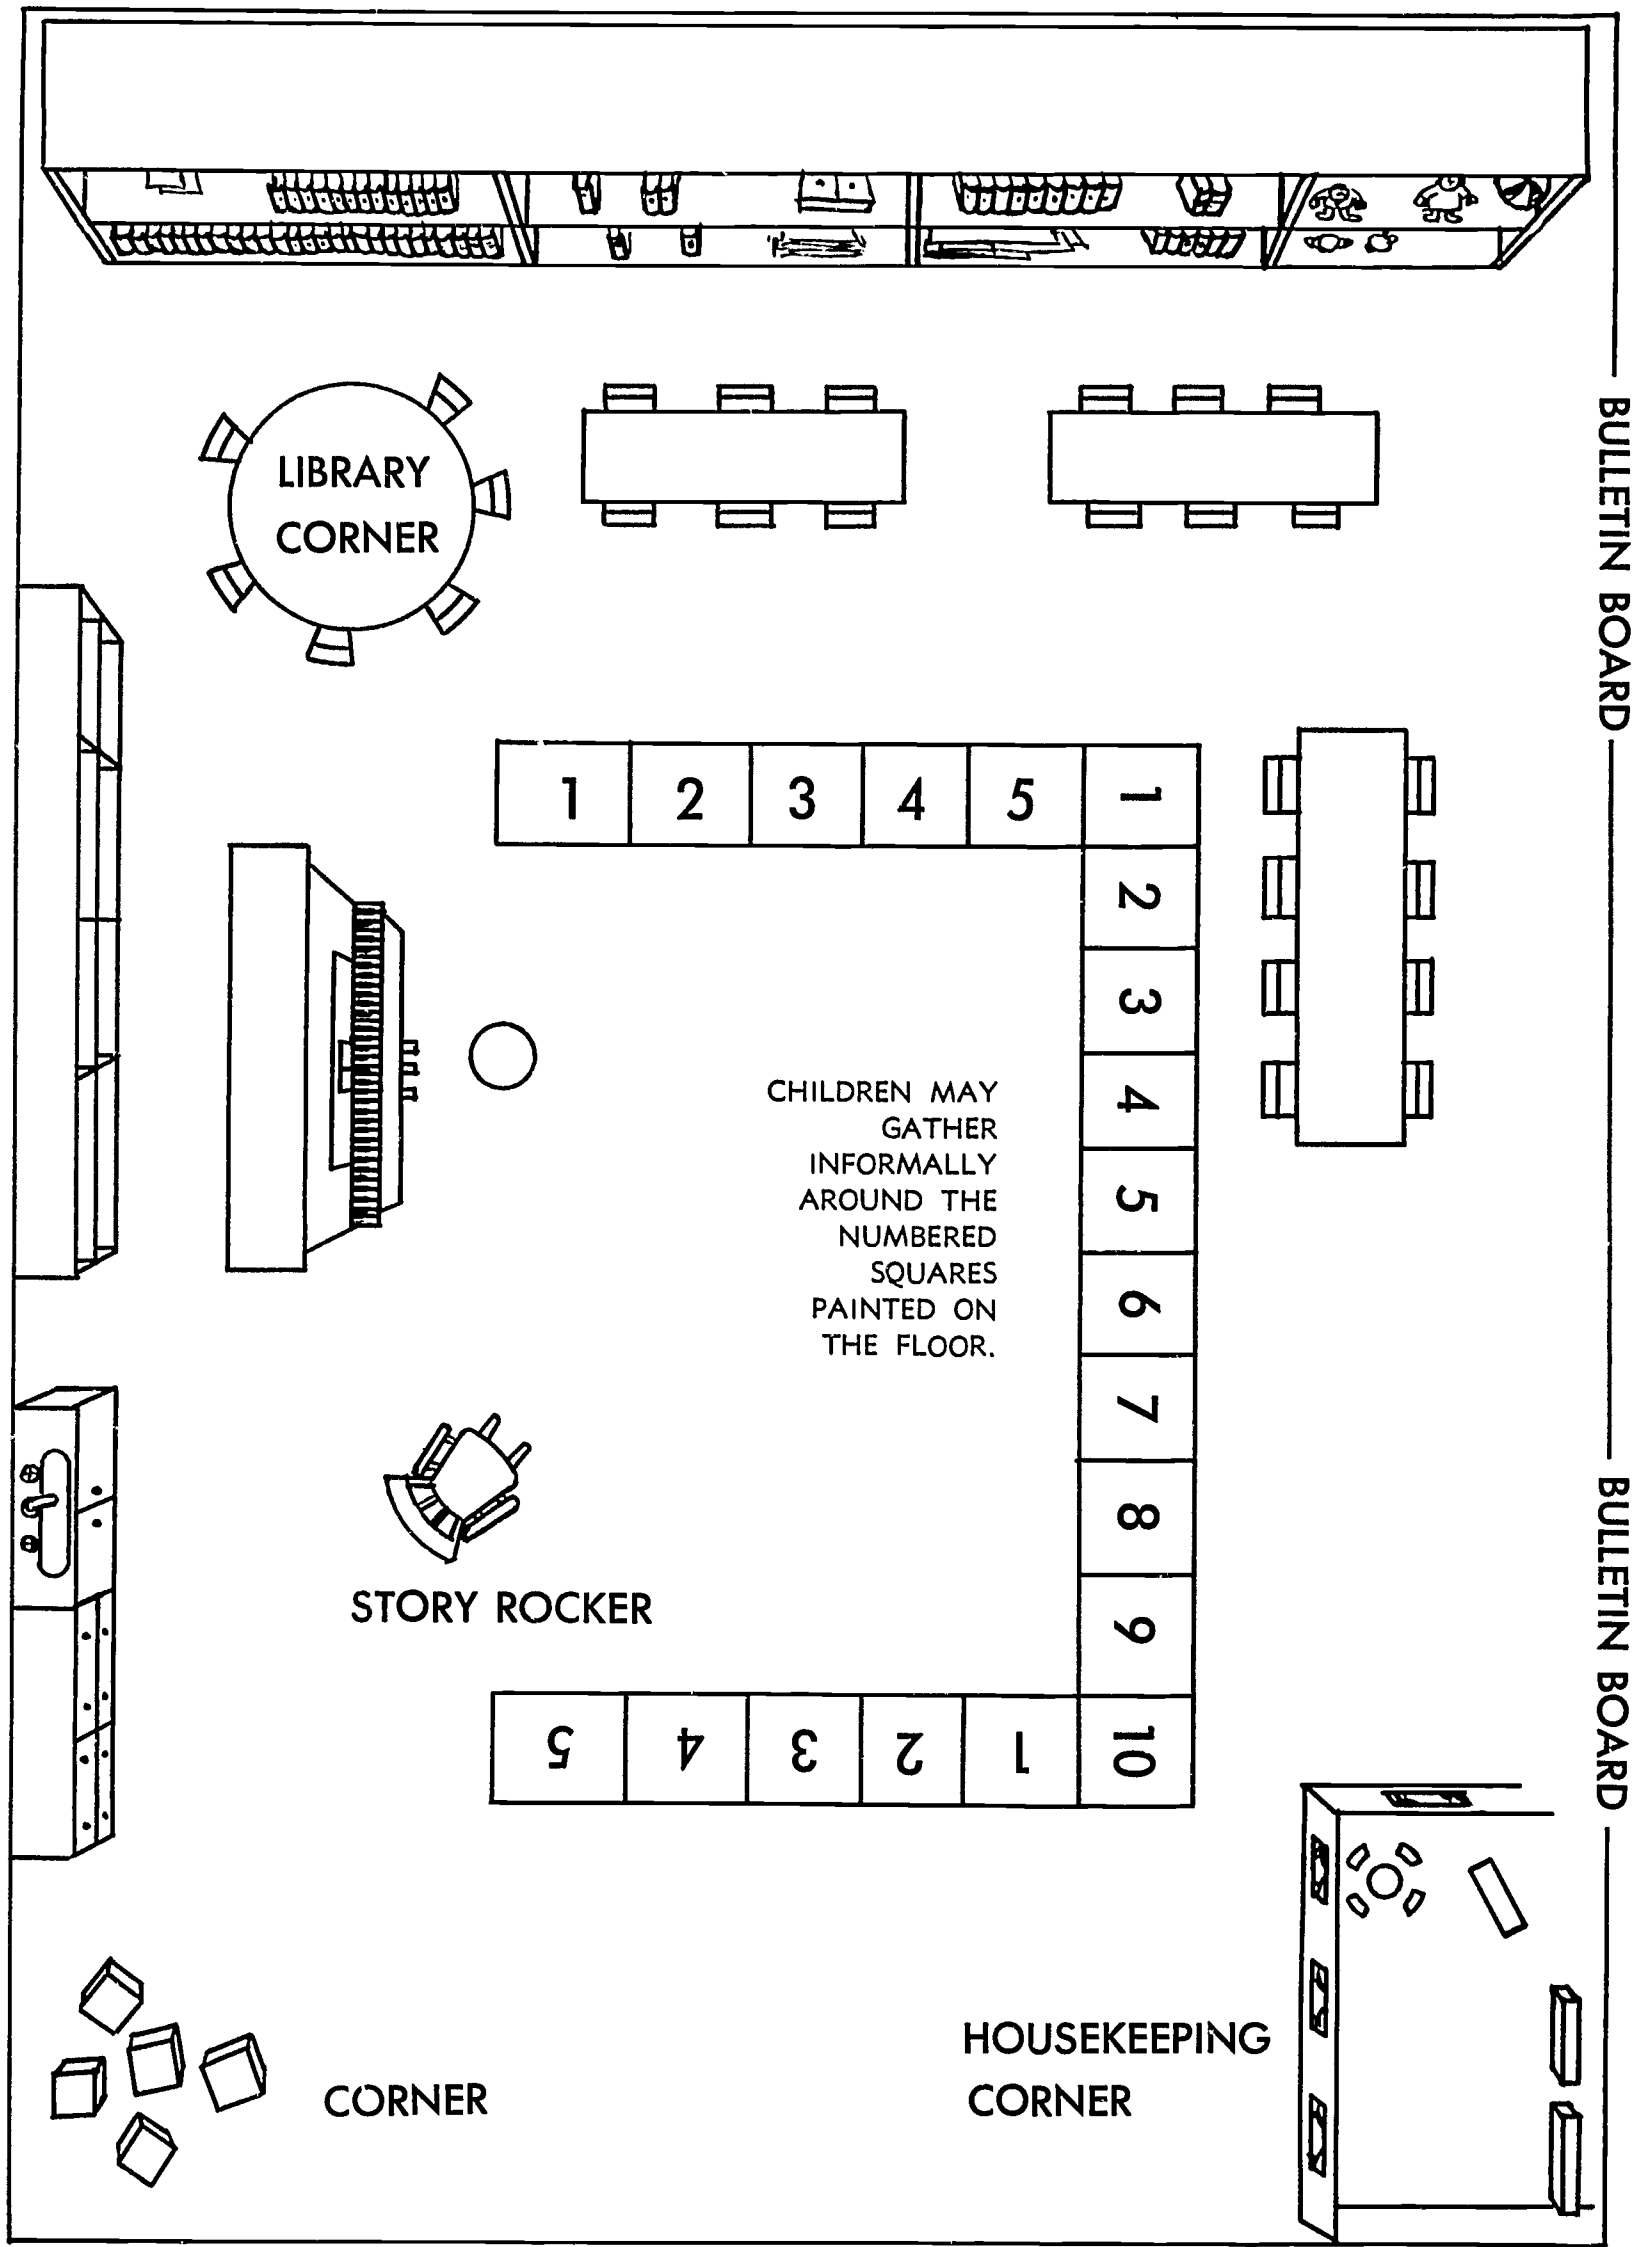 LIBRARY
CORNER
BULLETIN BOARD
1 2 3 4 5 1
2
3
4
5
6
7
8
9
10
CHILDREN MAY
GATHER
INFORMALLY
AROUND THE
NUMBERED
SQUARES
PAINTED ON
THE FLOOR.
STORY ROCKER
BULLETIN BOARD
1 2 3 4 5
HOUSEKEEPING
CORNER
CORNER